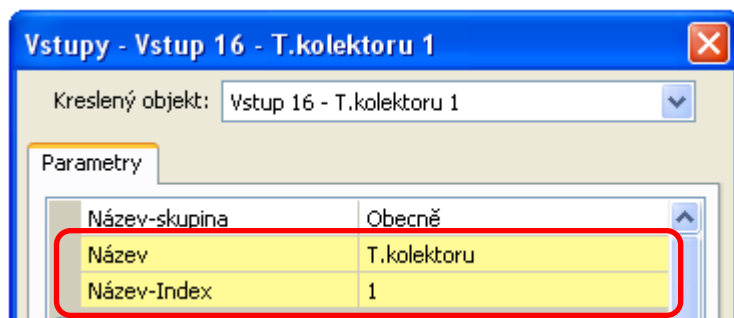 Vstupy - Vstup 16 - T.kolektoru 1
Kreslený objekt: Vstup 16 - T.kolektoru 1
Parametry
Název-skupina Obecně
Název T.kolektoru
Název-Index 1